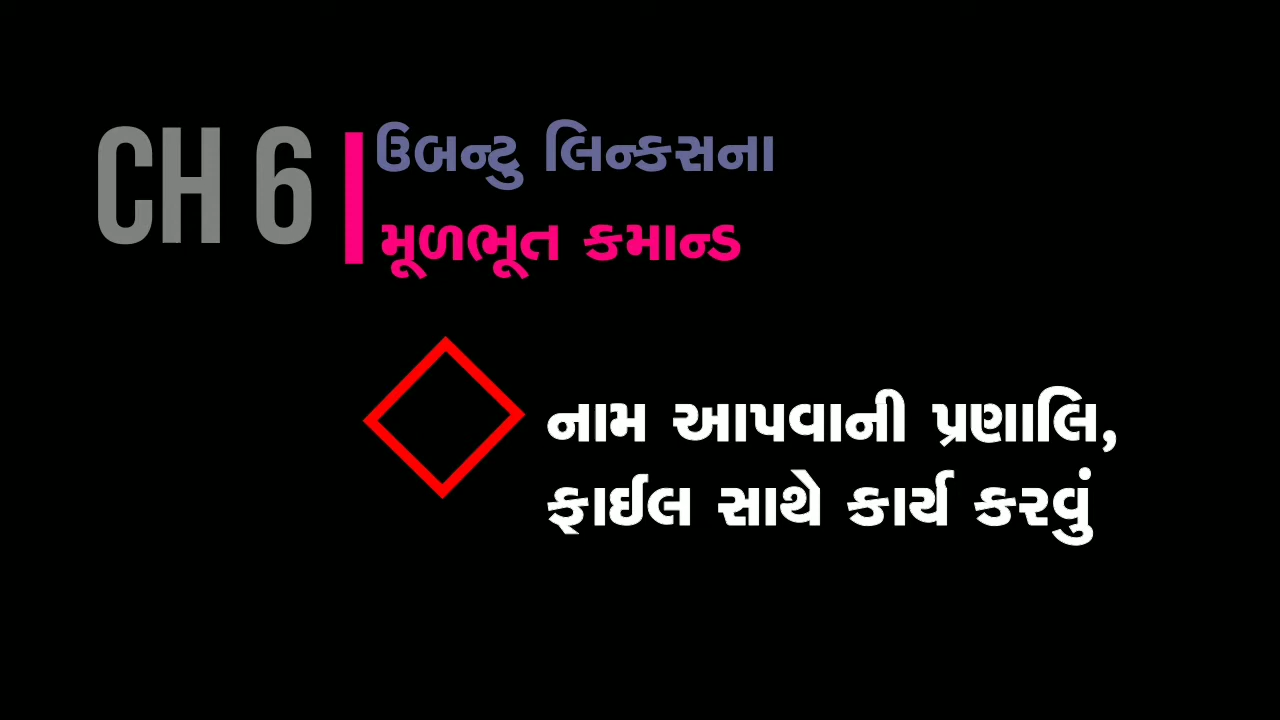 CH 6
ઉબન્ટુ લિન્કસના
મૂળભૂત કમાન્ડ
નામ આપવાની પ્રણાલિ,
ફાઈલ સાથે કાર્ય કરવું